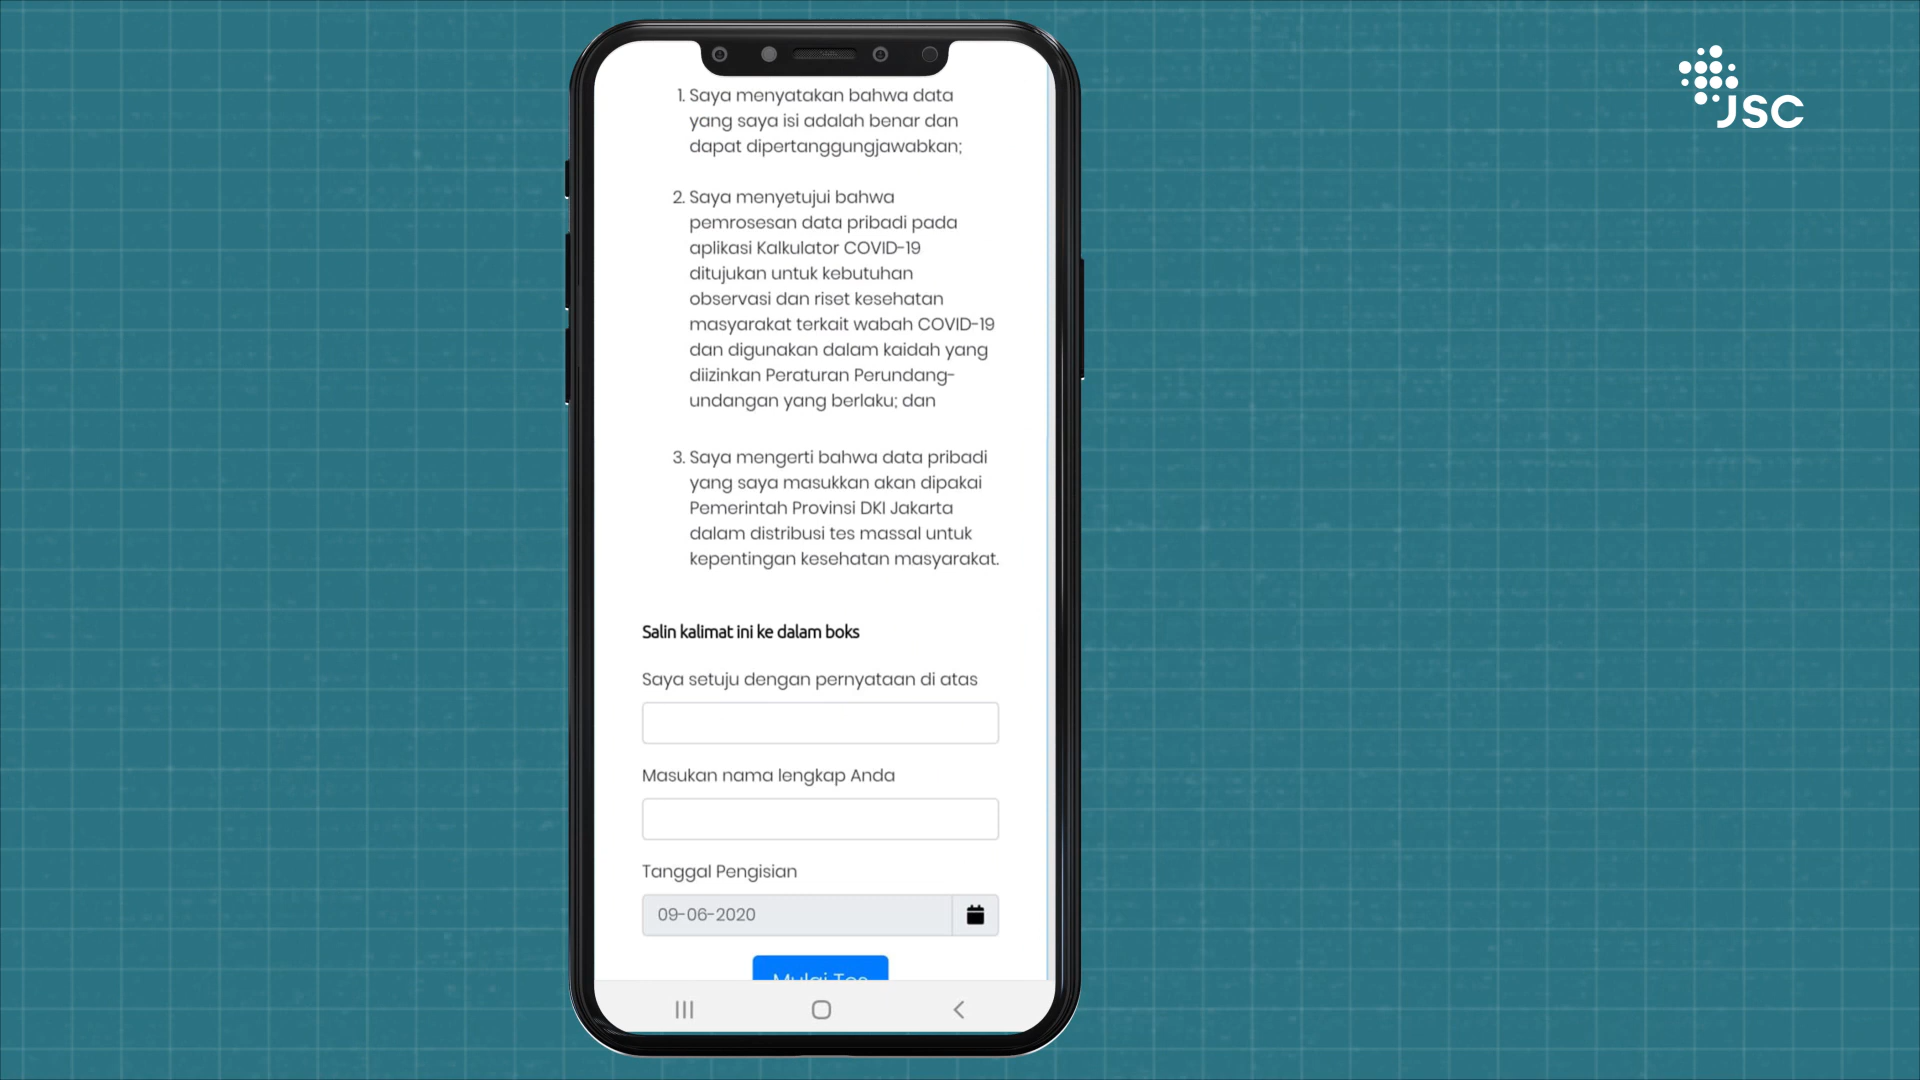 JSC
1. Saya menyatakan bahwa data
yang saya isi adalah benar dan
dapat dipertanggungjawabkan;
2. Saya menyetujui bahwa
pemrosesan data pribadi pada
aplikasi Kalkulator COVID-19
ditujukan untuk kebutuhan
observasi dan riset kesehatan
masyarakat terkait wabah COVID-19
dan digunakan dalam kaidah yang
diizinkan Peraturan Perundang-
undangan yang berlaku; dan
3. Saya mengerti bahwa data pribadi
yang saya masukkan akan dipakai
Pemerintah Provinsi DKI Jakarta
dalam distribusi tes massal untuk
kepentingan kesehatan masyarakat.
Salin kalimat ini ke dalam boks
Saya setuju dengan pernyataan di atas
Masukan nama lengkap Anda
Tanggal Pengisian
09-06-2020
Mulai Tes